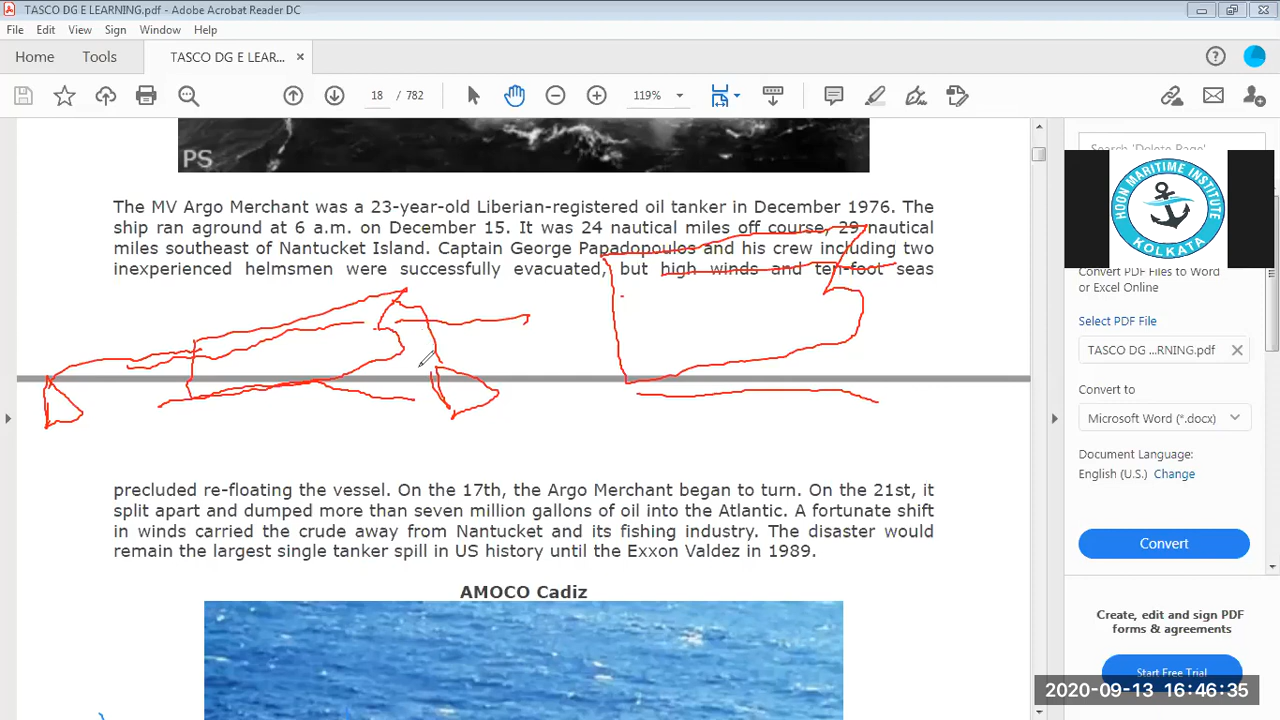 TASCO DG E LEARNING.pdf - Adobe Acrobat Reader DC
File Edit View Sign Window Help
Home Tools TASCO DG E LEAR... ×
18 / 782 119%
PS
The MV Argo Merchant was a 23-year-old Liberian-registered oil tanker in December 1976. The
ship ran aground at 6 a.m. on December 15. It was 24 nautical miles off course, 29 nautical
miles southeast of Nantucket Island. Captain George Papadopoulos and his crew including two
inexperienced helmsmen were successfully evacuated, but high winds and ten-foot seas
precluded re-floating the vessel. On the 17th, the Argo Merchant began to turn. On the 21st, it
split apart and dumped more than seven million gallons of oil into the Atlantic. A fortunate shift
in winds carried the crude away from Nantucket and its fishing industry. The disaster would
remain the largest single tanker spill in US history until the Exxon Valdez in 1989.
AMOCO Cadiz
Search 'Delete Page'
HOON MARITIME INSTITUTE
KOLKATA
Convert PDF Files to Word
or Excel Online
Select PDF File
TASCO DG ...RNING.pdf
Convert to
Microsoft Word (*.docx)
Document Language:
English (U.S.) Change
Convert
Create, edit and sign PDF
forms & agreements
Start Free Trial
2020-09-13 16:46:35